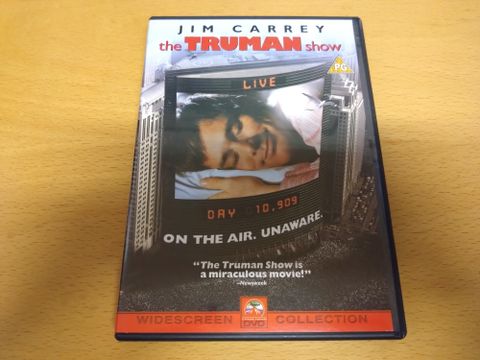 JIM CARREY
the TRUMAN show
PG
LIVE
DAY 10,909
ON THE AIR. UNAWARE.
“The Truman Show is
a miraculous movie!”
–Newsweek
WIDESCREEN DVD COLLECTION